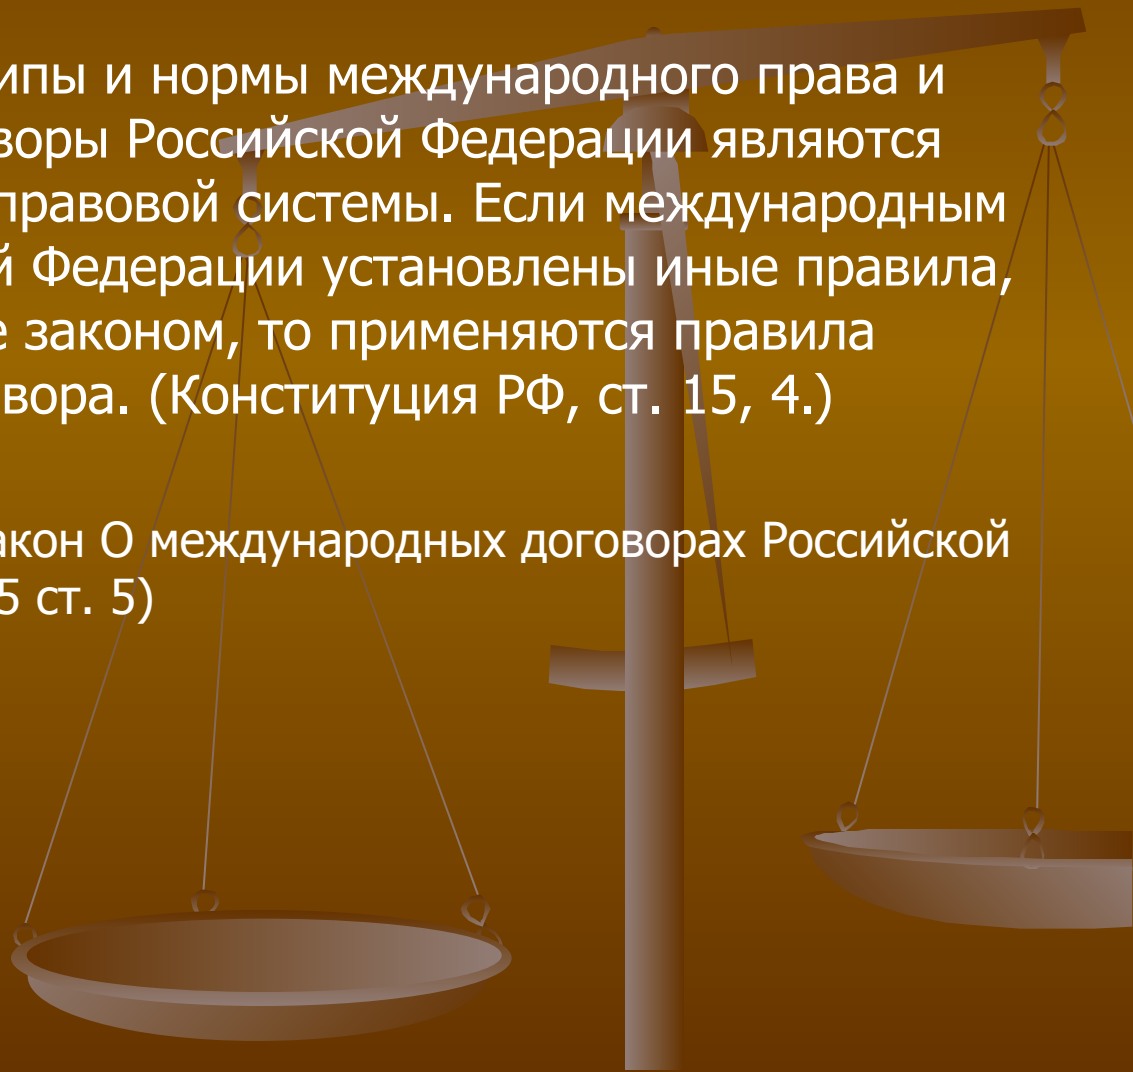 ипы и нормы международного права и
воры Российской Федерации являются
правовой системы. Если международным
й Федерации установлены иные правила,
е законом, то применяются правила
вора. (Конституция РФ, ст. 15, 4.)
акон О международных договорах Российской
5 ст. 5)